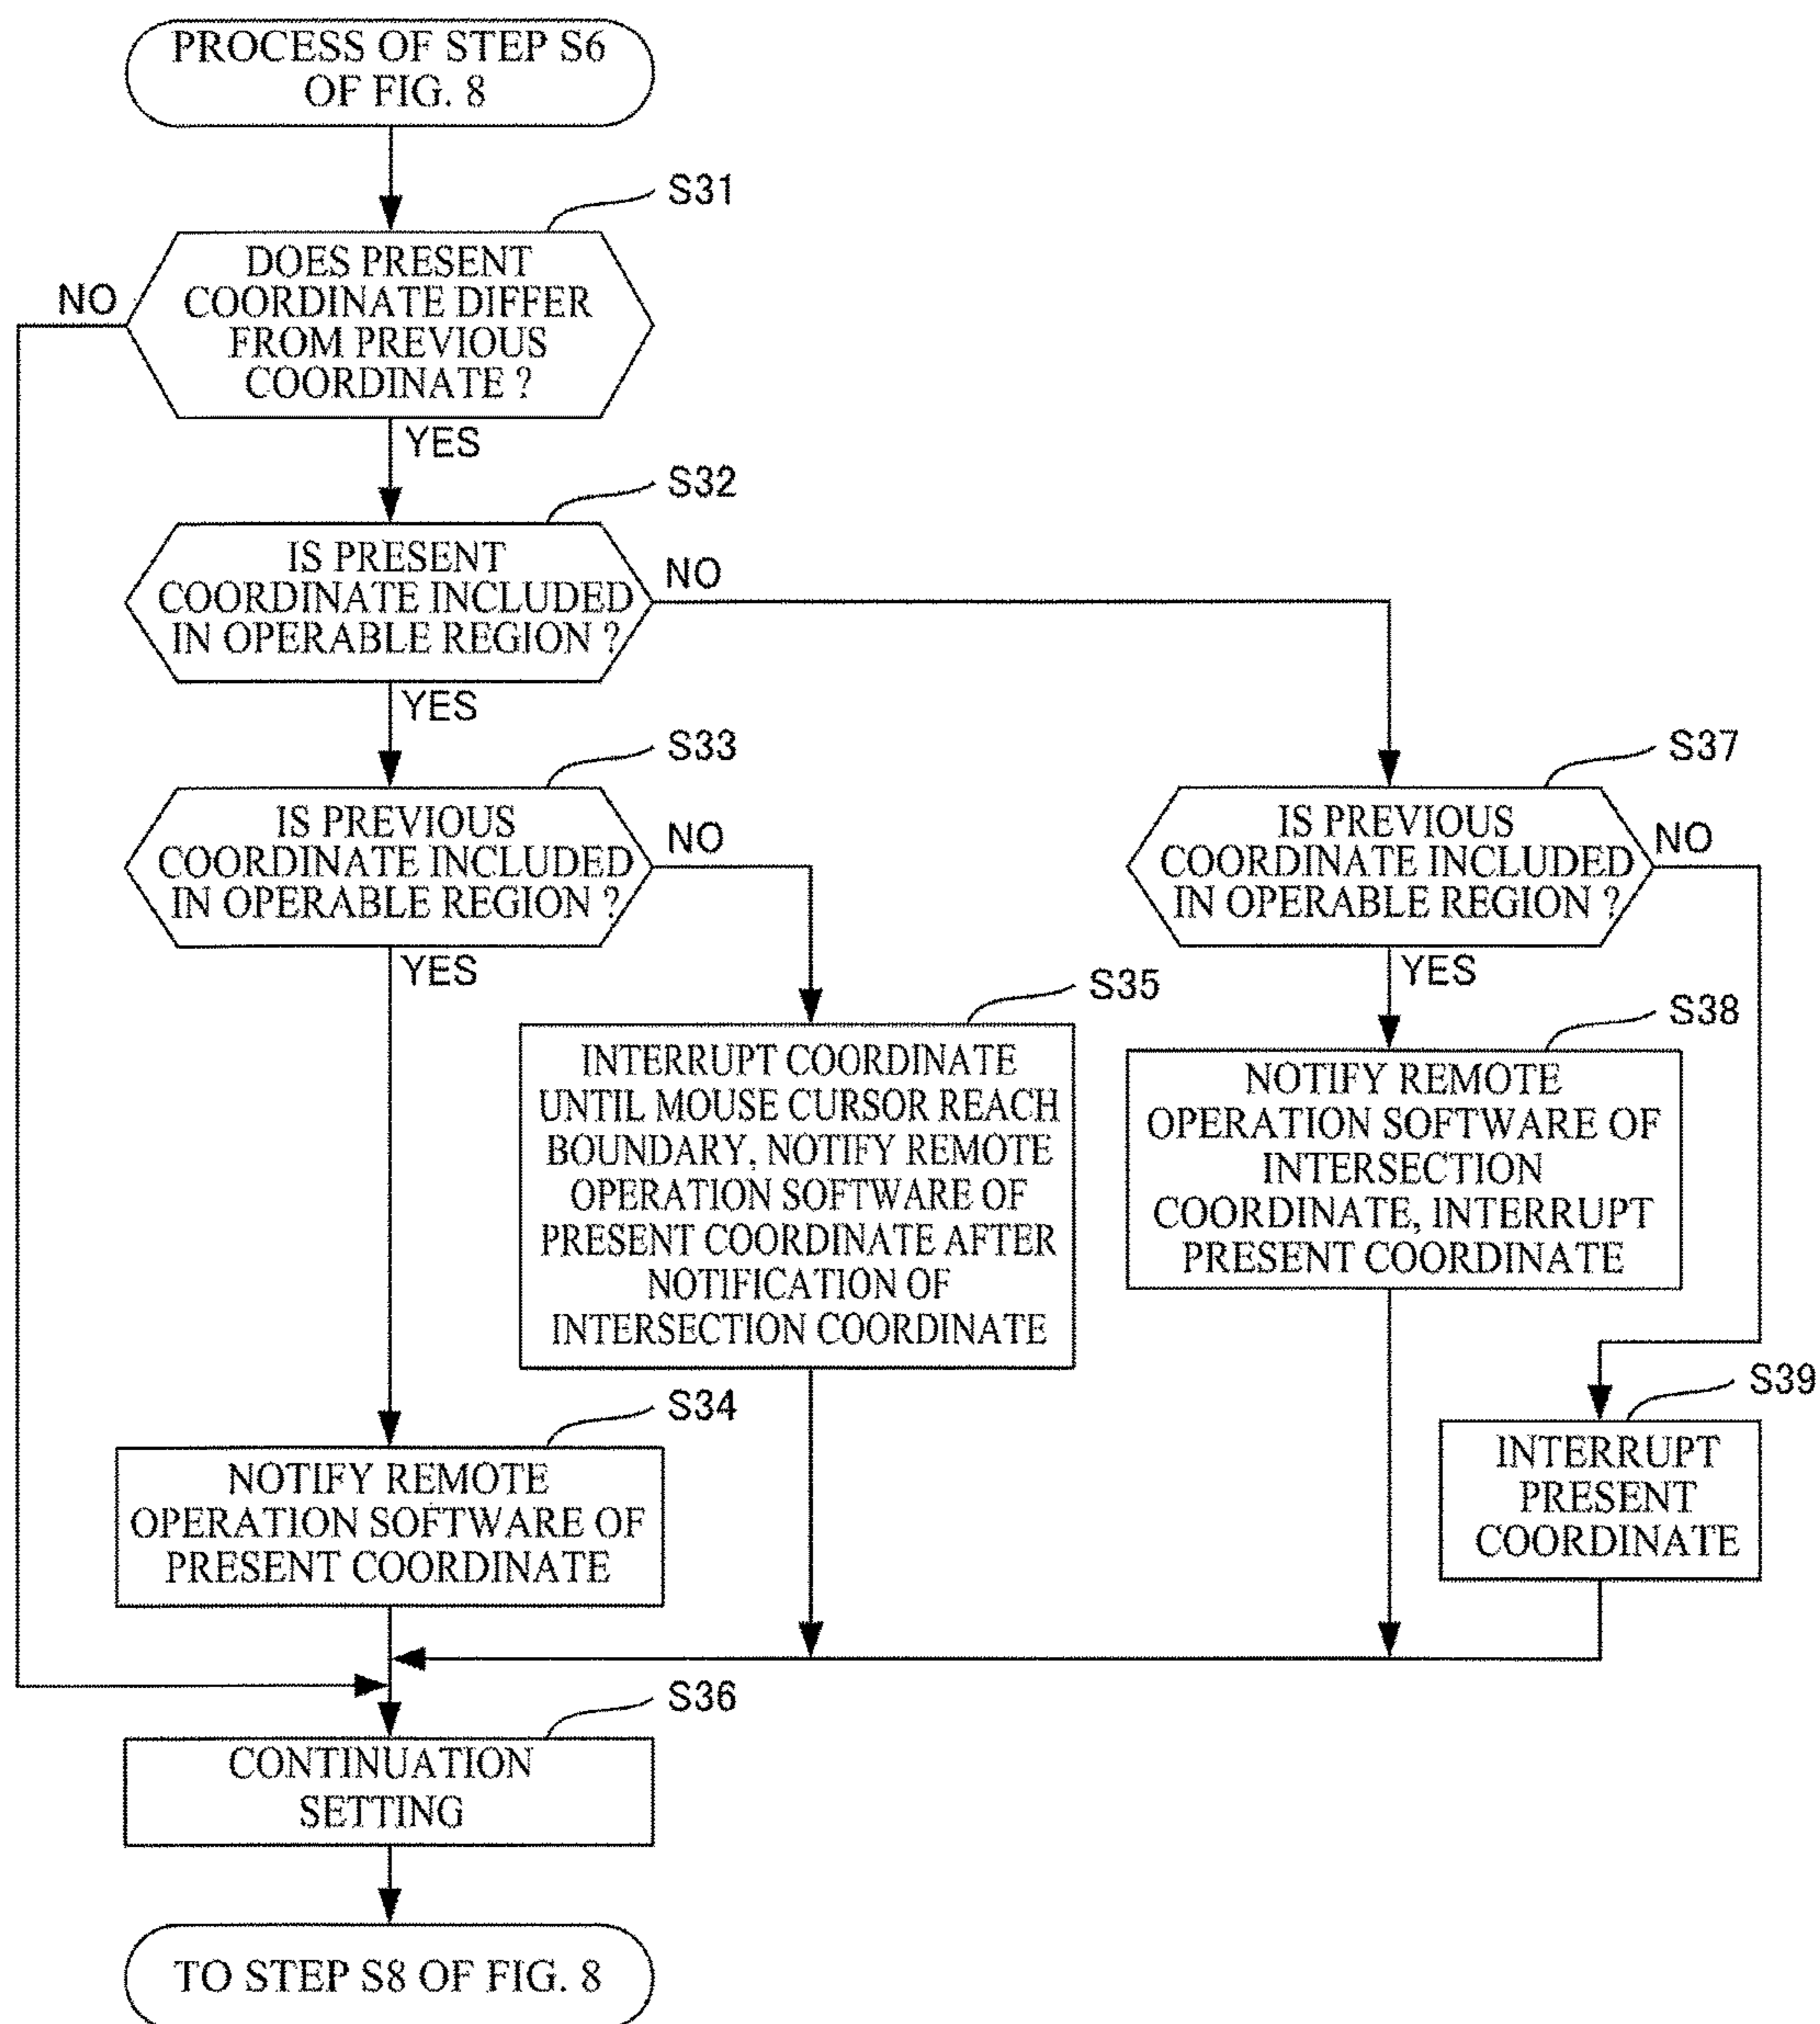 PROCESS OF STEP S6
OF FIG. 8
S31
DOES PRESENT
COORDINATE DIFFER
FROM PREVIOUS
COORDINATE ?
NO
YES
S32
IS PRESENT
COORDINATE INCLUDED
IN OPERABLE REGION ?
NO
YES
S33
IS PREVIOUS
COORDINATE INCLUDED
IN OPERABLE REGION ?
NO
YES
S37
IS PREVIOUS
COORDINATE INCLUDED
IN OPERABLE REGION ?
NO
YES
S35
INTERRUPT COORDINATE
UNTIL MOUSE CURSOR REACH
BOUNDARY, NOTIFY REMOTE
OPERATION SOFTWARE OF
PRESENT COORDINATE AFTER
NOTIFICATION OF
INTERSECTION COORDINATE
S38
NOTIFY REMOTE
OPERATION SOFTWARE OF
INTERSECTION
COORDINATE, INTERRUPT
PRESENT COORDINATE
S39
INTERRUPT
PRESENT
COORDINATE
S34
NOTIFY REMOTE
OPERATION SOFTWARE OF
PRESENT COORDINATE
S36
CONTINUATION
SETTING
TO STEP S8 OF FIG. 8